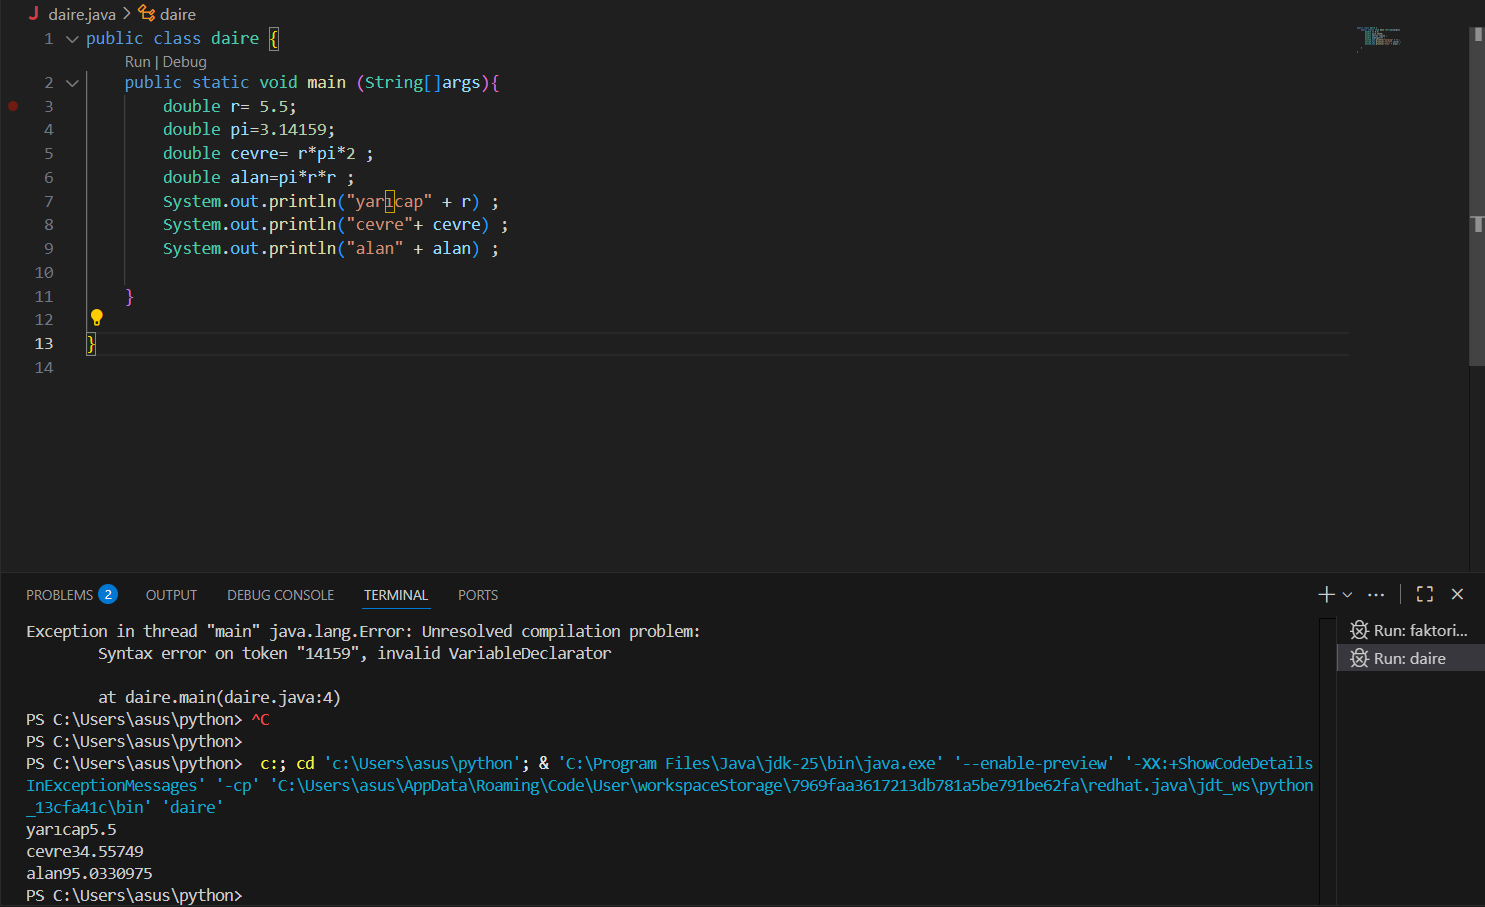 daire.java > daire
1 public class daire {
Run | Debug
2 public static void main (String[]args){
3 double r= 5.5;
4 double pi=3.14159;
5 double cevre= r*pi*2 ;
6 double alan=pi*r*r ;
7 System.out.println("yarıcap" + r) ;
8 System.out.println("cevre"+ cevre) ;
9 System.out.println("alan" + alan) ;
10
11 }
12
13 }
14
PROBLEMS 2 OUTPUT DEBUG CONSOLE TERMINAL PORTS
Exception in thread "main" java.lang.Error: Unresolved compilation problem:
Syntax error on token "14159", invalid VariableDeclarator
at daire.main(daire.java:4)
PS C:\Users\asus\python> ^C
PS C:\Users\asus\python>
PS C:\Users\asus\python>  c:; cd 'c:\Users\asus\python'; & 'C:\Program Files\Java\jdk-25\bin\java.exe' '--enable-preview' '-XX:+ShowCodeDetails
InExceptionMessages' '-cp' 'C:\Users\asus\AppData\Roaming\Code\User\workspaceStorage\7969faa3617213db781a5be791be62fa\redhat.java\jdt_ws\python
_13cfa41c\bin' 'daire'
yarıcap5.5
cevre34.55749
alan95.0330975
PS C:\Users\asus\python>
Run: faktori...
Run: daire